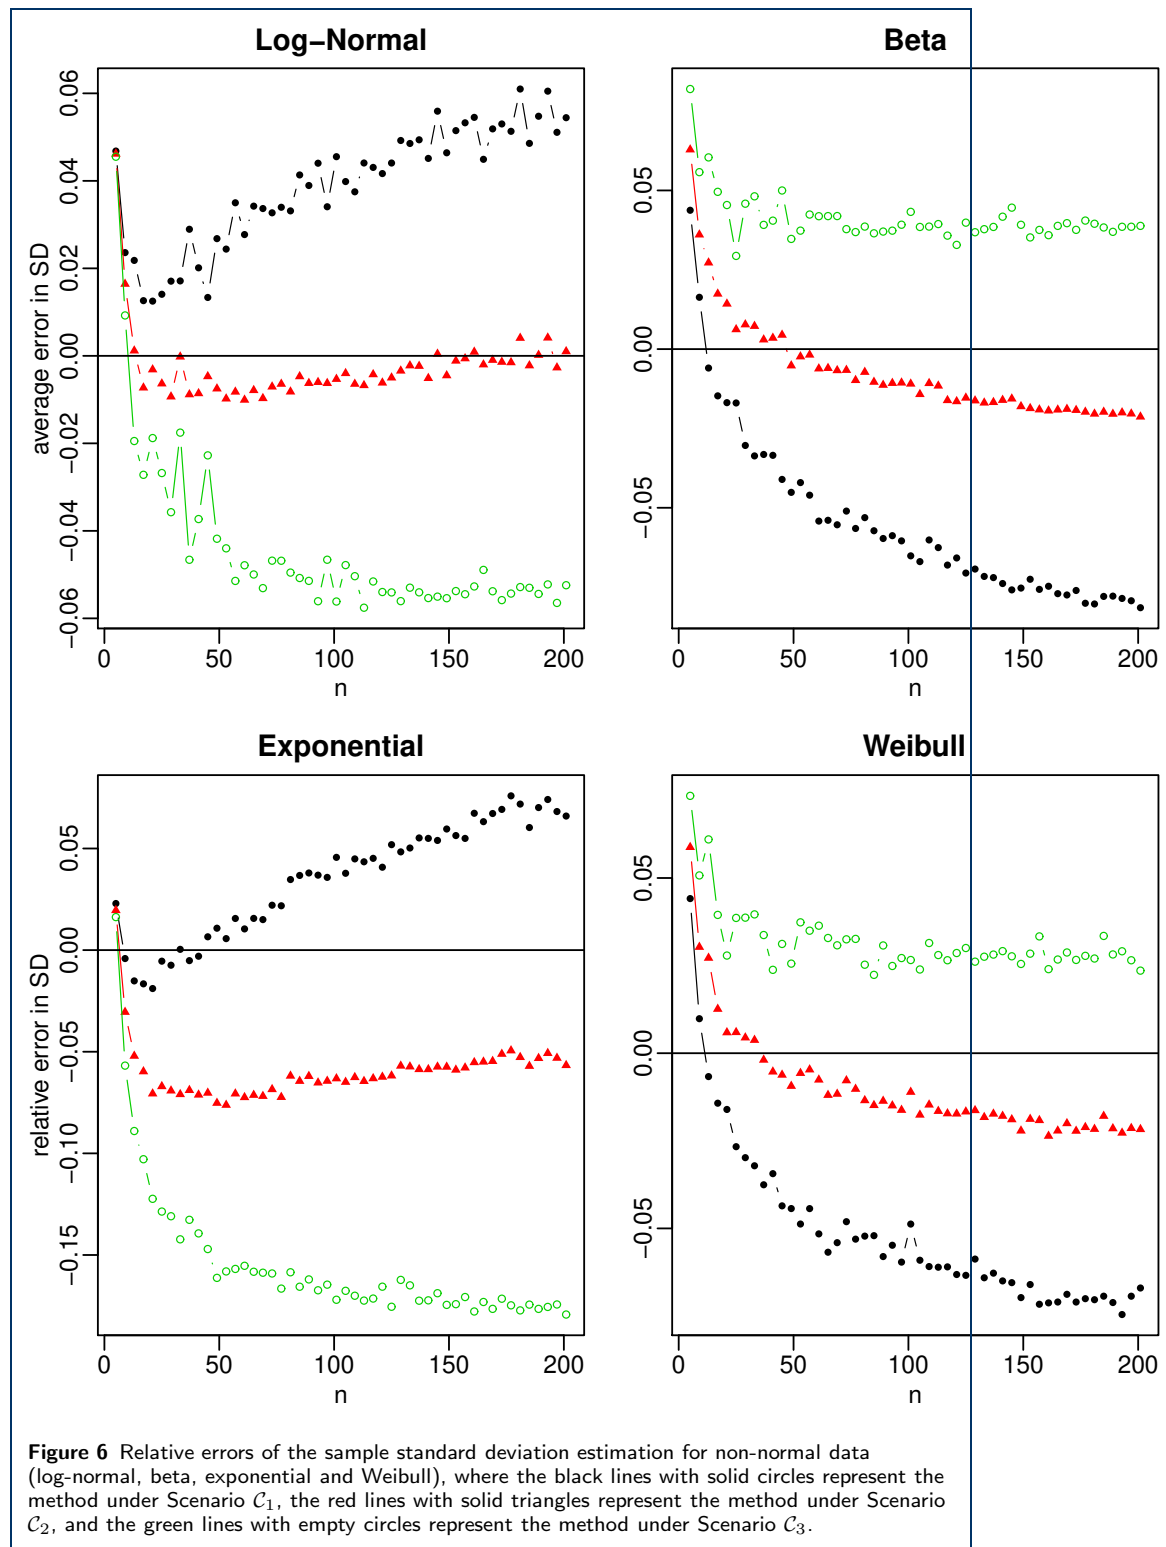 Log−Normal
average error in SD
0.06
0.04
0.02
0.00
−0.02
−0.04
−0.06
0 50 100 150 200
n
Beta
0.05
0.00
−0.05
0 50 100 150 200
n
Exponential
relative error in SD
0.05
0.00
−0.05
−0.10
−0.15
0 50 100 150 200
n
Weibull
0.05
0.00
−0.05
0 50 100 150 200
n
Figure 6 Relative errors of the sample standard deviation estimation for non-normal data
(log-normal, beta, exponential and Weibull), where the black lines with solid circles represent the
method under Scenario C₁, the red lines with solid triangles represent the method under Scenario
C₂, and the green lines with empty circles represent the method under Scenario C₃.